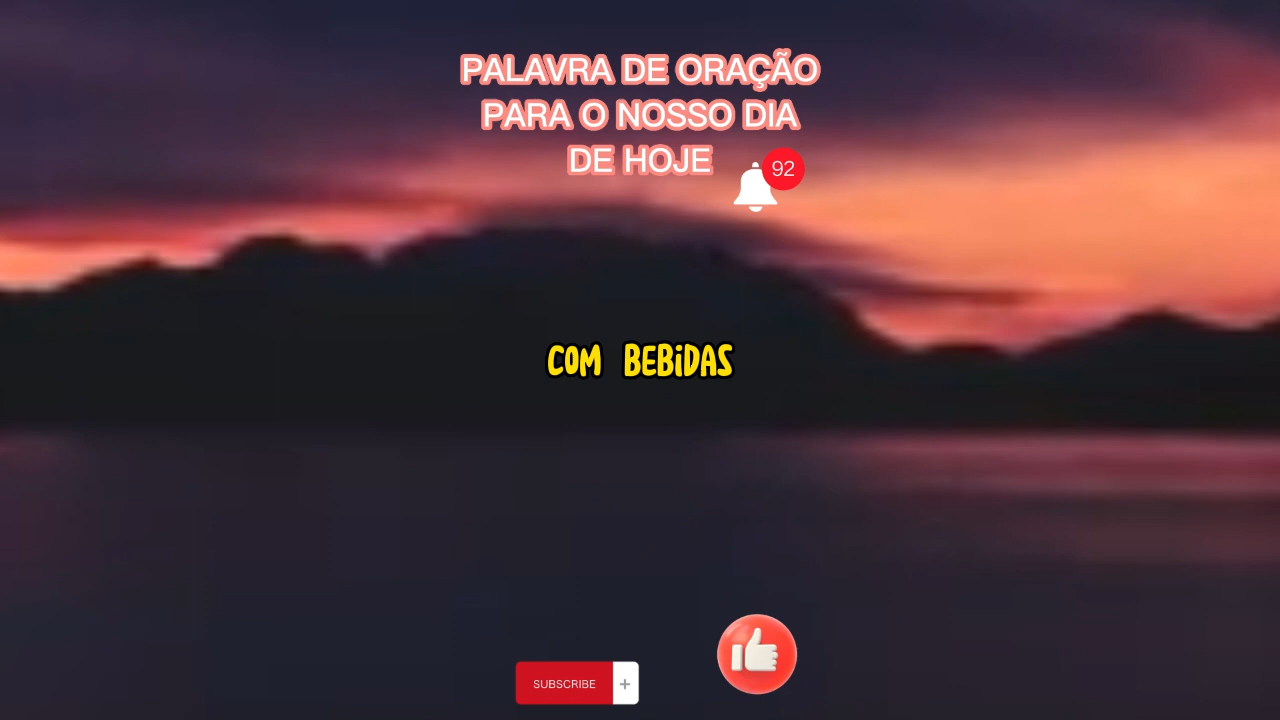 PALAVRA DE ORAÇÃO
PARA O NOSSO DIA
DE HOJE
92
COM BEBIDAS
SUBSCRIBE +